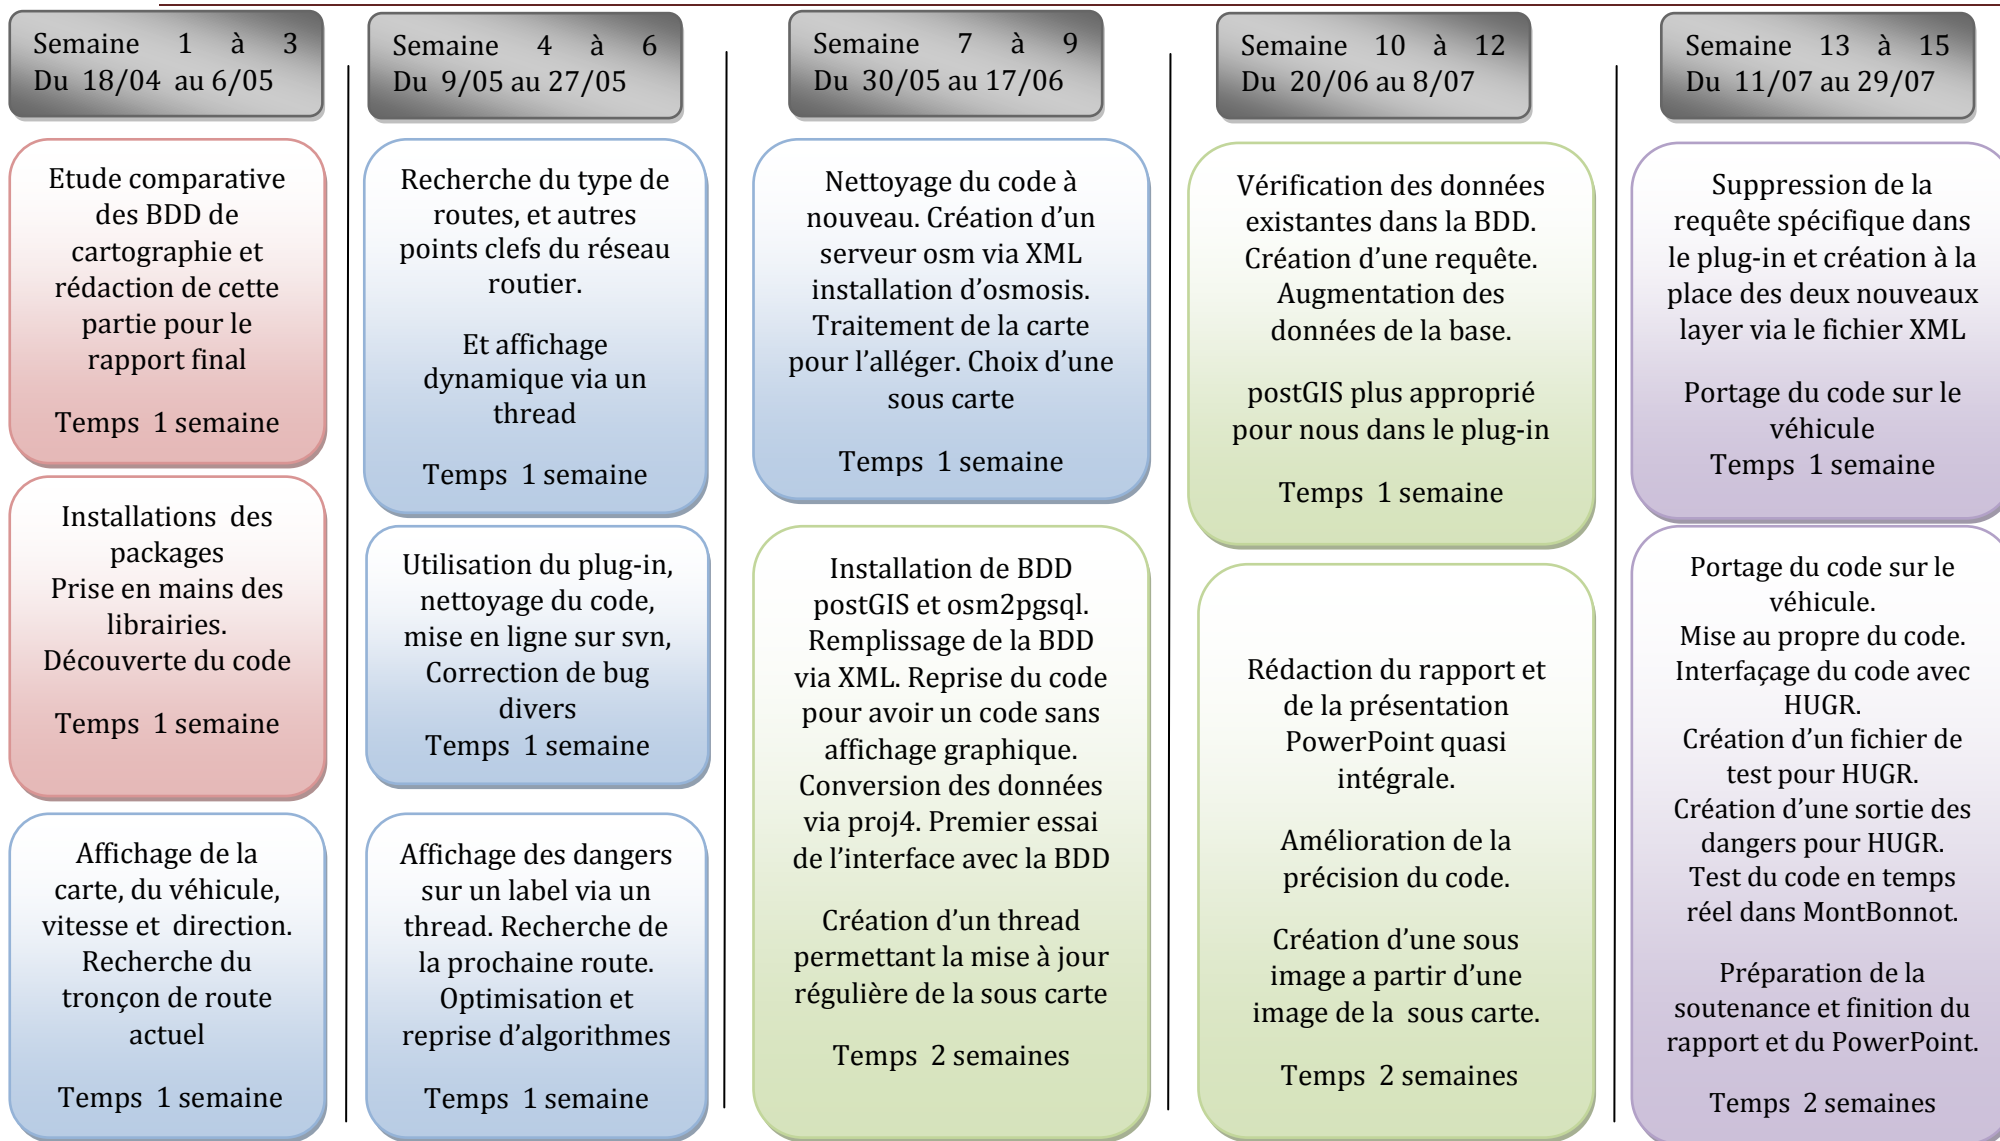 Semaine 1 à 3
Du 18/04 au 6/05
Etude comparative
des BDD de
cartographie et
rédaction de cette
partie pour le
rapport final
Temps 1 semaine
Installations des
packages
Prise en mains des
librairies.
Découverte du code
Temps 1 semaine
Affichage de la
carte, du véhicule,
vitesse et direction.
Recherche du
tronçon de route
actuel
Temps 1 semaine
Semaine 4 à 6
Du 9/05 au 27/05
Recherche du type de
routes, et autres
points clefs du réseau
routier.
Et affichage
dynamique via un
thread
Temps 1 semaine
Utilisation du plug-in,
nettoyage du code,
mise en ligne sur svn,
Correction de bug
divers
Temps 1 semaine
Affichage des dangers
sur un label via un
thread. Recherche de
la prochaine route.
Optimisation et
reprise d’algorithmes
Temps 1 semaine
Semaine 7 à 9
Du 30/05 au 17/06
Nettoyage du code à
nouveau. Création d’un
serveur osm via XML
installation d’osmosis.
Traitement de la carte
pour l’alléger. Choix d’une
sous carte
Temps 1 semaine
Installation de BDD
postGIS et osm2pgsql.
Remplissage de la BDD
via XML. Reprise du code
pour avoir un code sans
affichage graphique.
Conversion des données
via proj4. Premier essai
de l’interface avec la BDD
Création d’un thread
permettant la mise à jour
régulière de la sous carte
Temps 2 semaines
Semaine 10 à 12
Du 20/06 au 8/07
Vérification des données
existantes dans la BDD.
Création d’une requête.
Augmentation des
données de la base.
postGIS plus approprié
pour nous dans le plug-in
Temps 1 semaine
Rédaction du rapport et
de la présentation
PowerPoint quasi
intégrale.
Amélioration de la
précision du code.
Création d’une sous
image a partir d’une
image de la sous carte.
Temps 2 semaines
Semaine 13 à 15
Du 11/07 au 29/07
Suppression de la
requête spécifique dans
le plug-in et création à la
place des deux nouveaux
layer via le fichier XML
Portage du code sur le
véhicule
Temps 1 semaine
Portage du code sur le
véhicule.
Mise au propre du code.
Interfaçage du code avec
HUGR.
Création d’un fichier de
test pour HUGR.
Création d’une sortie des
dangers pour HUGR.
Test du code en temps
réel dans MontBonnot.
Préparation de la
soutenance et finition du
rapport et du PowerPoint.
Temps 2 semaines